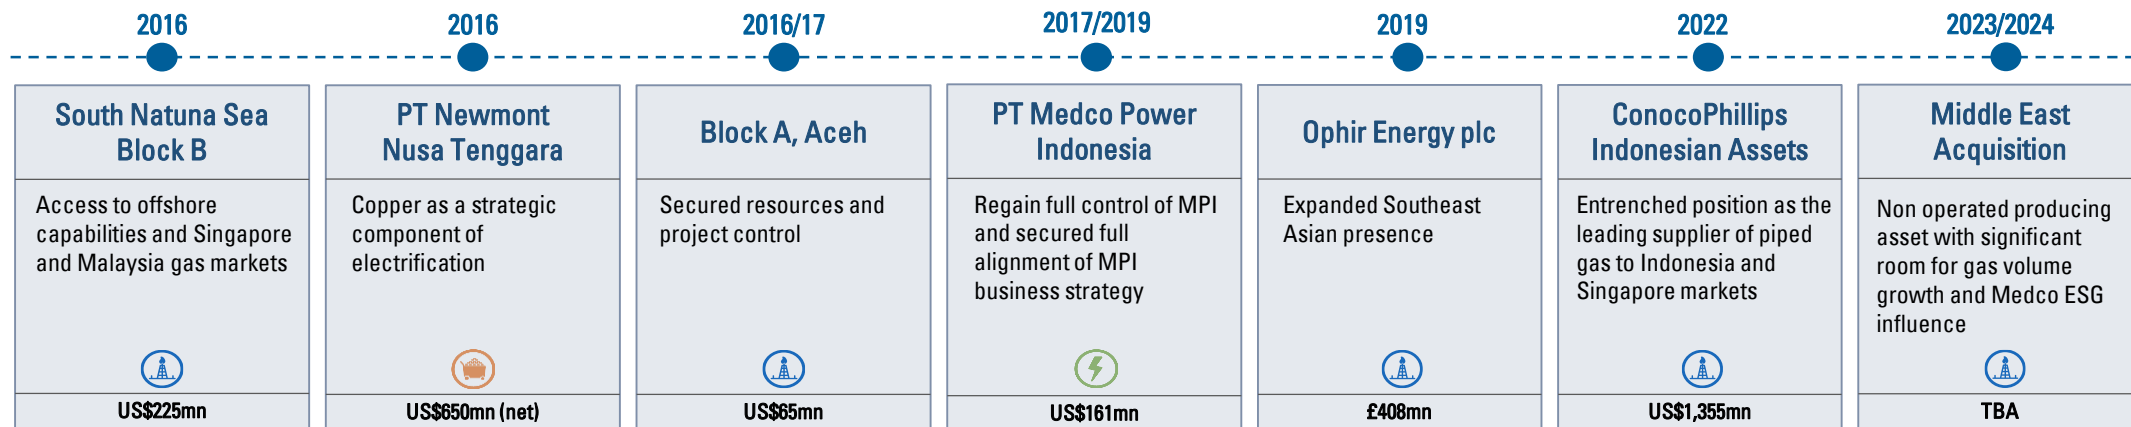 2016
South Natuna Sea
Block B
Access to offshore
capabilities and Singapore
and Malaysia gas markets
US$225mn
2016
PT Newmont
Nusa Tenggara
Copper as a strategic
component of
electrification
US$650mn (net)
2016/17
Block A, Aceh
Secured resources and
project control
US$65mn
2017/2019
PT Medco Power
Indonesia
Regain full control of MPI
and secured full
alignment of MPI
business strategy
US$161mn
2019
Ophir Energy plc
Expanded Southeast
Asian presence
£408mn
2022
ConocoPhillips
Indonesian Assets
Entrenched position as the
leading supplier of piped
gas to Indonesia and
Singapore markets
US$1,355mn
2023/2024
Middle East
Acquisition
Non operated producing
asset with significant
room for gas volume
growth and Medco ESG
influence
TBA